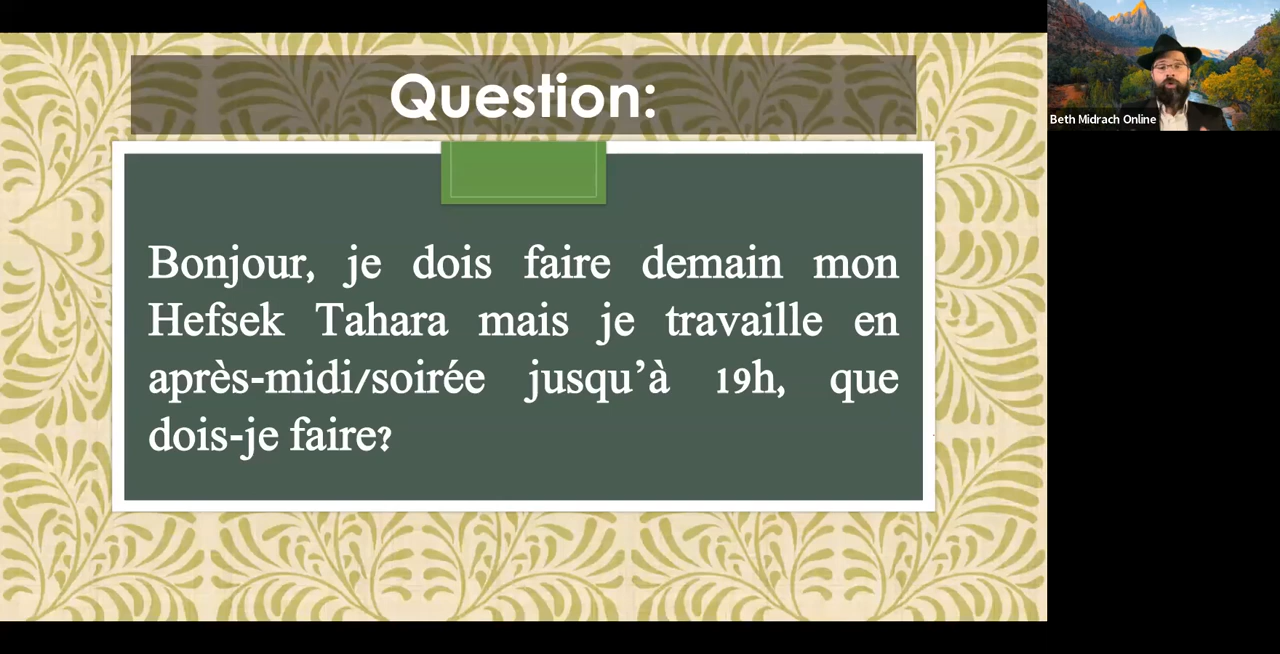 Question:
Bonjour, je dois faire demain mon
Hefsek Tahara mais je travaille en
après-midi/soirée jusqu’à 19h, que
dois-je faire?
Beth Midrach Online